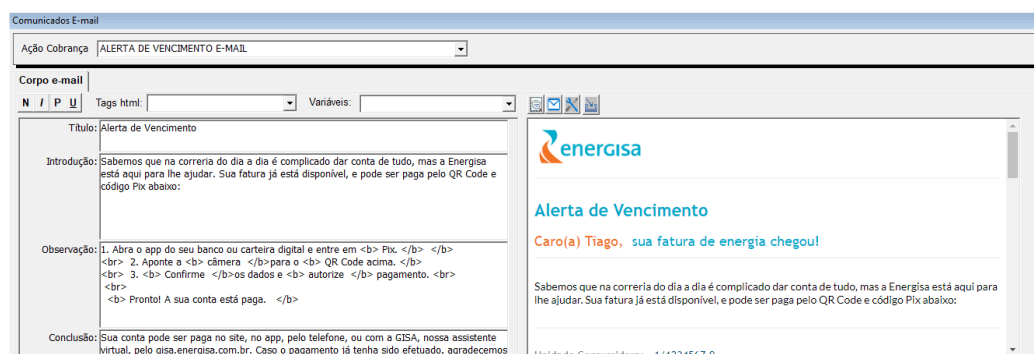 Comunicados E-mail
Ação Cobrança ALERTA DE VENCIMENTO E-MAIL
Corpo e-mail
N I P U Tags html: Variáveis:
Título: Alerta de Vencimento
Introdução: Sabemos que na correria do dia a dia é complicado dar conta de tudo, mas a Energisa
está aqui para lhe ajudar. Sua fatura já está disponível, e pode ser paga pelo QR Code e
código Pix abaixo:
Observação: 1. Abra o app do seu banco ou carteira digital e entre em <b> Pix. </b> </b>
<br> 2. Aponte a <b> câmera </b>para o <b> QR Code acima. </b>
<br> 3. <b> Confirme </b>os dados e <b> autorize </b> pagamento. <br>
<br>
<b> Pronto! A sua conta está paga. </b>
Conclusão: Sua conta pode ser paga no site, no app, pelo telefone, ou com a GISA, nossa assistente
virtual, pelo gisa.energisa.com.br. Caso o pagamento já tenha sido efetuado, agradecemos
energisa
Alerta de Vencimento
Caro(a) Tiago, sua fatura de energia chegou!
Sabemos que na correria do dia a dia é complicado dar conta de tudo, mas a Energisa está aqui para
lhe ajudar. Sua fatura já está disponível, e pode ser paga pelo QR Code e código Pix abaixo: